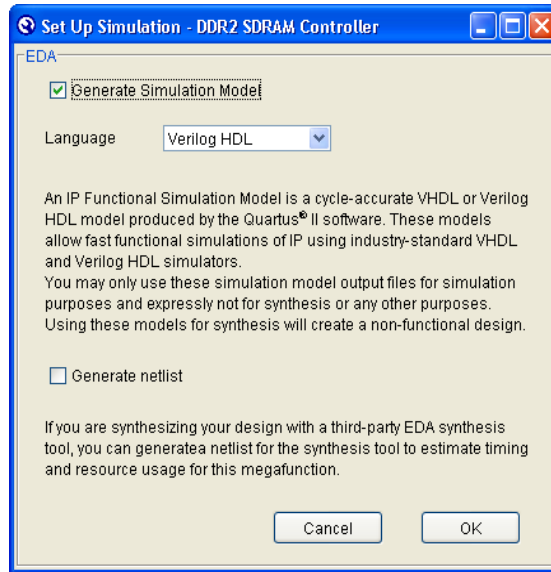 Set Up Simulation - DDR2 SDRAM Controller
EDA
Generate Simulation Model
Language Verilog HDL
An IP Functional Simulation Model is a cycle-accurate VHDL or Verilog
HDL model produced by the Quartus® II software. These models
allow fast functional simulations of IP using industry-standard VHDL
and Verilog HDL simulators.
You may only use these simulation model output files for simulation
purposes and expressly not for synthesis or any other purposes.
Using these models for synthesis will create a non-functional design.
Generate netlist
If you are synthesizing your design with a third-party EDA synthesis
tool, you can generatea netlist for the synthesis tool to estimate timing
and resource usage for this megafunction.
Cancel OK